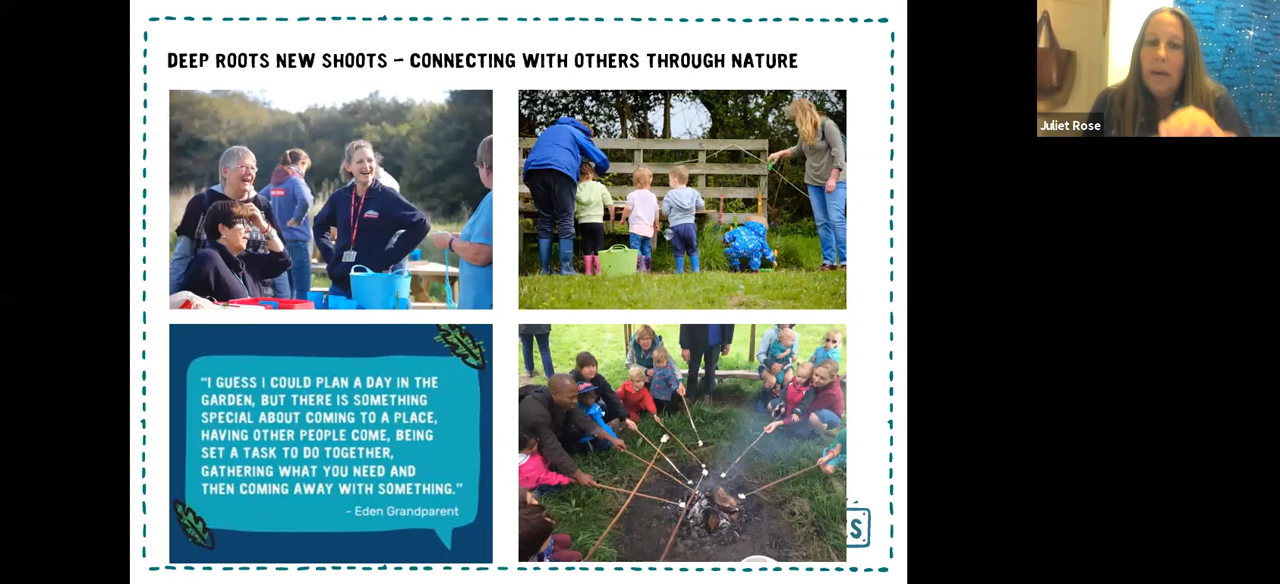 DEEP ROOTS NEW SHOOTS – CONNECTING WITH OTHERS THROUGH NATURE
Juliet Rose
"I GUESS I COULD PLAN A DAY IN THE
GARDEN, BUT THERE IS SOMETHING
SPECIAL ABOUT COMING TO A PLACE,
HAVING OTHER PEOPLE COME, BEING
SET A TASK TO DO TOGETHER,
GATHERING WHAT YOU NEED AND
THEN COMING AWAY WITH SOMETHING."
- Eden Grandparent